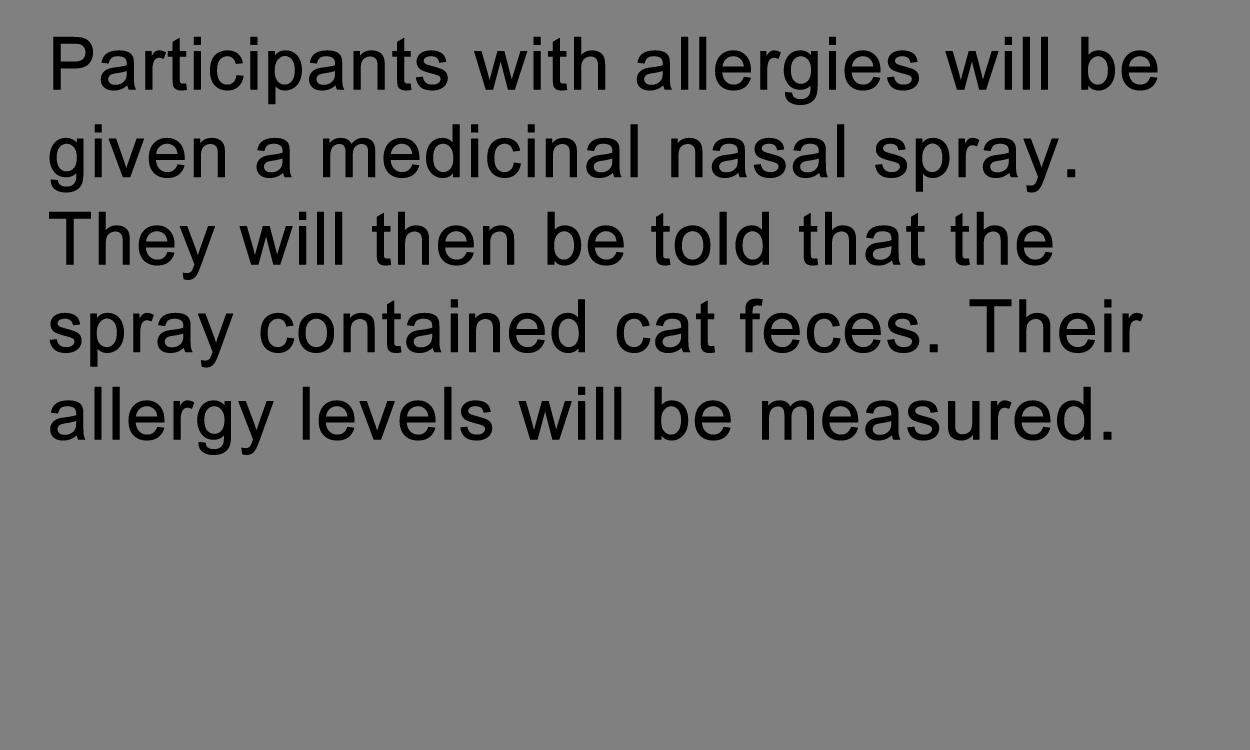 Participants with allergies will be
given a medicinal nasal spray.
They will then be told that the
spray contained cat feces. Their
allergy levels will be measured.